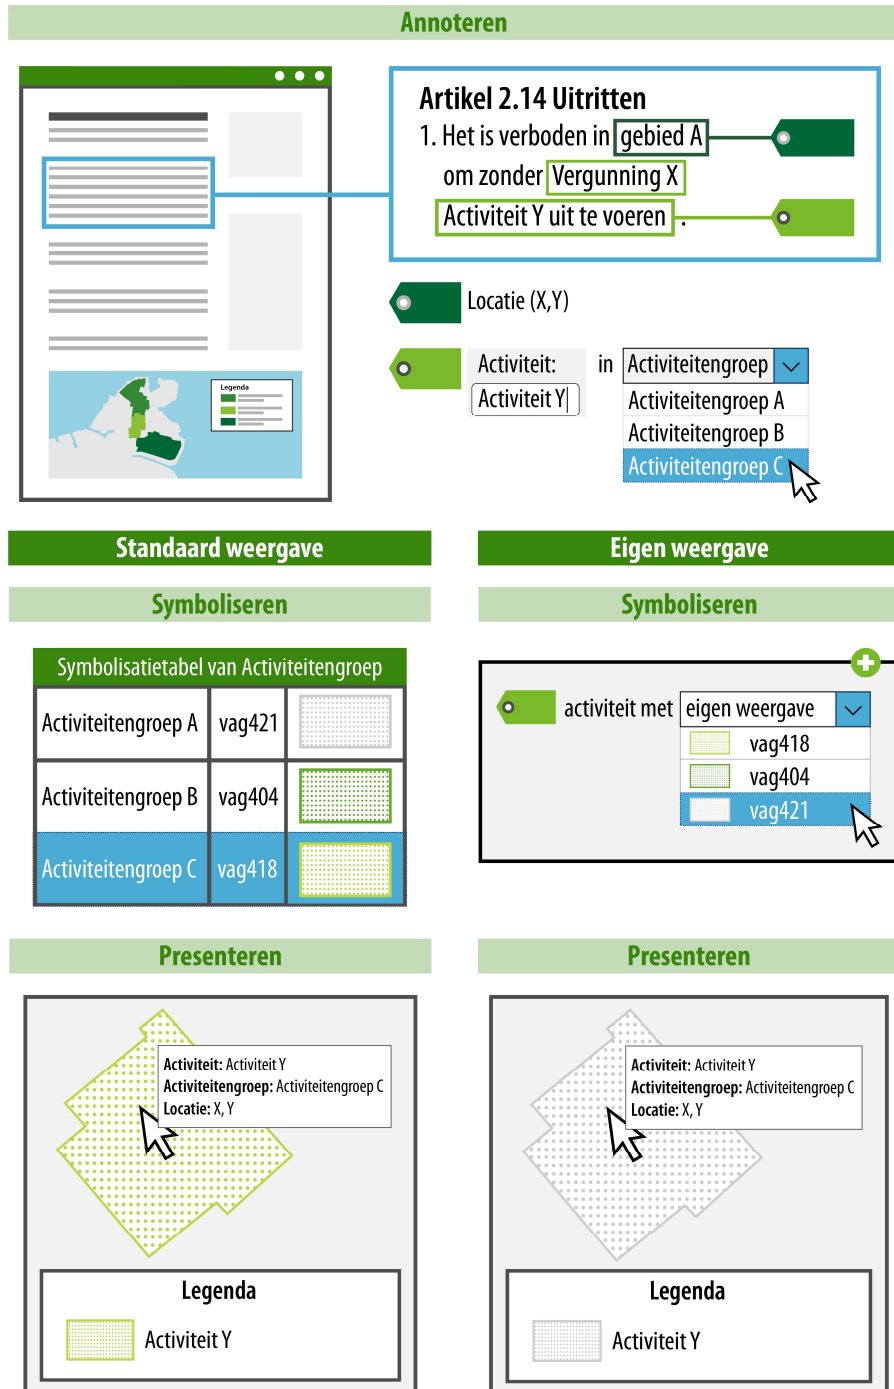 Annoteren
Artikel 2.14 Uitritten
1. Het is verboden in gebied A
om zonder Vergunning X
Activiteit Y uit te voeren .
Locatie (X,Y)
Activiteit:
Activiteit Y
in
Activiteitengroep
Activiteitengroep A
Activiteitengroep B
Activiteitengroep C
Legenda
Standaard weergave
Symboliseren
Symbolisatietabel van Activiteitengroep
Activiteitengroep A vag421
Activiteitengroep B vag404
Activiteitengroep C vag418
Presenteren
Activiteit: Activiteit Y
Activiteitengroep: Activiteitengroep C
Locatie: X, Y
Legenda
Activiteit Y
Eigen weergave
Symboliseren
activiteit met eigen weergave
vag418
vag404
vag421
Presenteren
Activiteit: Activiteit Y
Activiteitengroep: Activiteitengroep C
Locatie: X, Y
Legenda
Activiteit Y